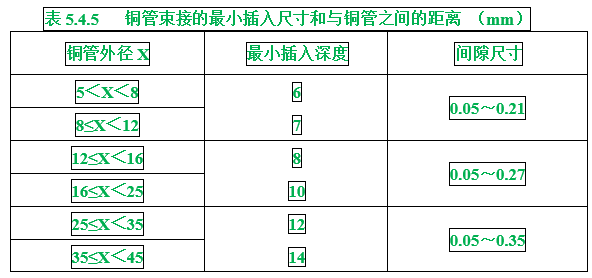 表 5.4.5 铜管束接的最小插入尺寸和与铜管之间的距离 （mm）
铜管外径 X 最小插入深度 间隙尺寸
5＜X＜8 6
0.05～0.21
8≤X＜12 7
12≤X＜16 8
0.05～0.27
16≤X＜25 10
25≤X＜35 12
0.05～0.35
35≤X＜45 14